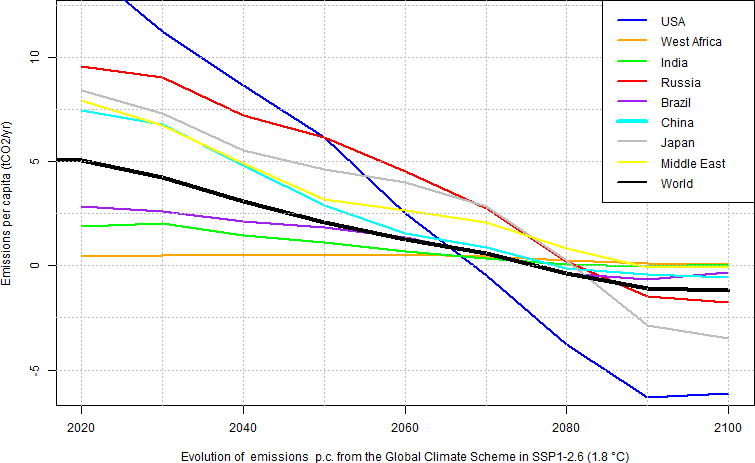 USA
West Africa
India
Russia
Brazil
China
Japan
Middle East
World
Emissions per capita (tCO2/yr)
10
5
0
-5
2020 2040 2060 2080 2100
Evolution of emissions p.c. from the Global Climate Scheme in SSP1-2.6 (1.8 °C)